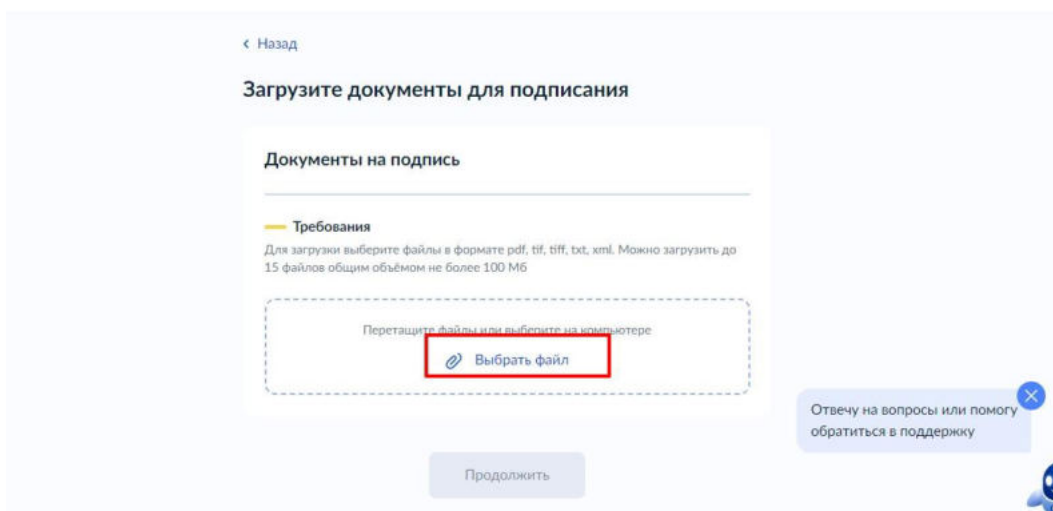 Назад
Загрузите документы для подписания
Документы на подпись
Требования
Для загрузки выберите файлы в формате pdf, tif, tiff, txt, xml. Можно загрузить до
15 файлов общим объёмом не более 100 Мб
Перетащите файлы или выберите на компьютере
Выбрать файл
Отвечу на вопросы или помогу
обратиться в поддержку
Продолжить